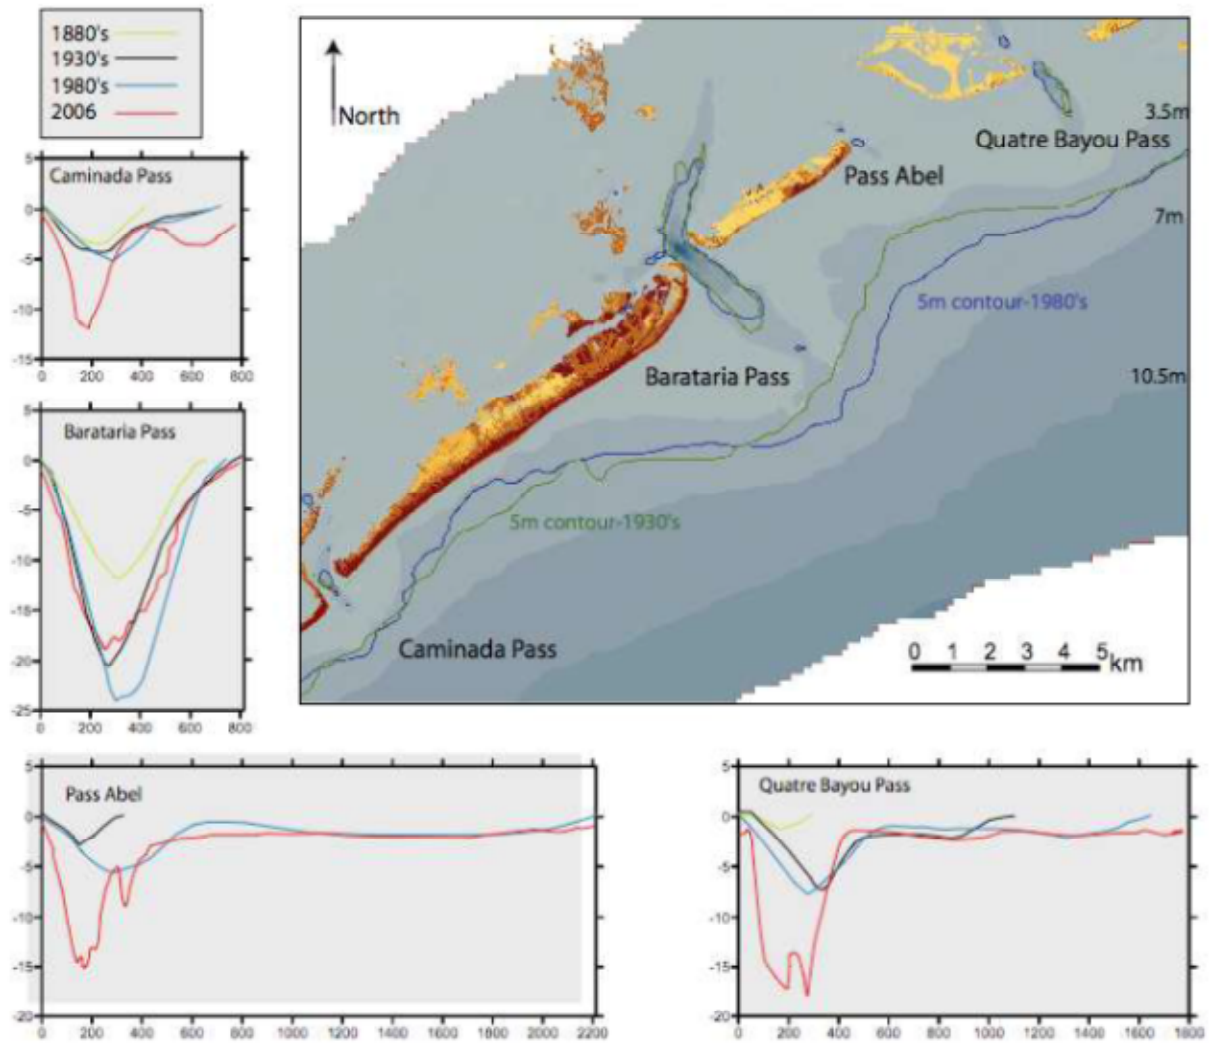 1880's
1930's
1980's
2006
North
3.5m
Quatre Bayou Pass
Pass Abel
7m
5m contour-1980's
10.5m
Barataria Pass
5m contour-1930's
Caminada Pass
0 1 2 3 4 5 km
Caminada Pass
5
0
-5
-10
-15
0 200 400 600 800
Barataria Pass
5
0
-5
-10
-15
-20
-25
0 200 400 600 800
Pass Abel
5
0
-5
-10
-15
-20
0 200 400 600 800 1000 1200 1400 1600 1800 2000 2200
Quatre Bayou Pass
5
0
-5
-10
-15
-20
0 200 400 600 800 1000 1200 1400 1600 1800